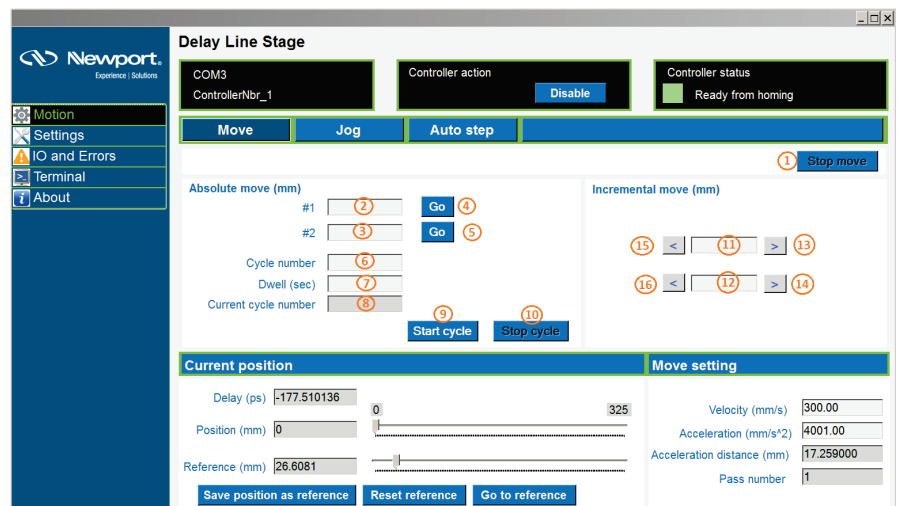 Newport®
Experience | Solutions
Motion
Settings
IO and Errors
Terminal
About
Delay Line Stage
COM3
ControllerNbr_1
Controller action
Disable
Controller status
Ready from homing
Move Jog Auto step
1 Stop move
Absolute move (mm)
#1 2 Go 4
#2 3 Go 5
Cycle number 6
Dwell (sec) 7
Current cycle number 8
9 10
Start cycle Stop cycle
Incremental move (mm)
15 < 11 > 13
16 < 12 > 14
Current position
Delay (ps) -177.510136
0 325
Position (mm) 0
Reference (mm) 26.6081
Save position as reference Reset reference Go to reference
Move setting
Velocity (mm/s) 300.00
Acceleration (mm/s^2) 4001.00
Acceleration distance (mm) 17.259000
Pass number 1